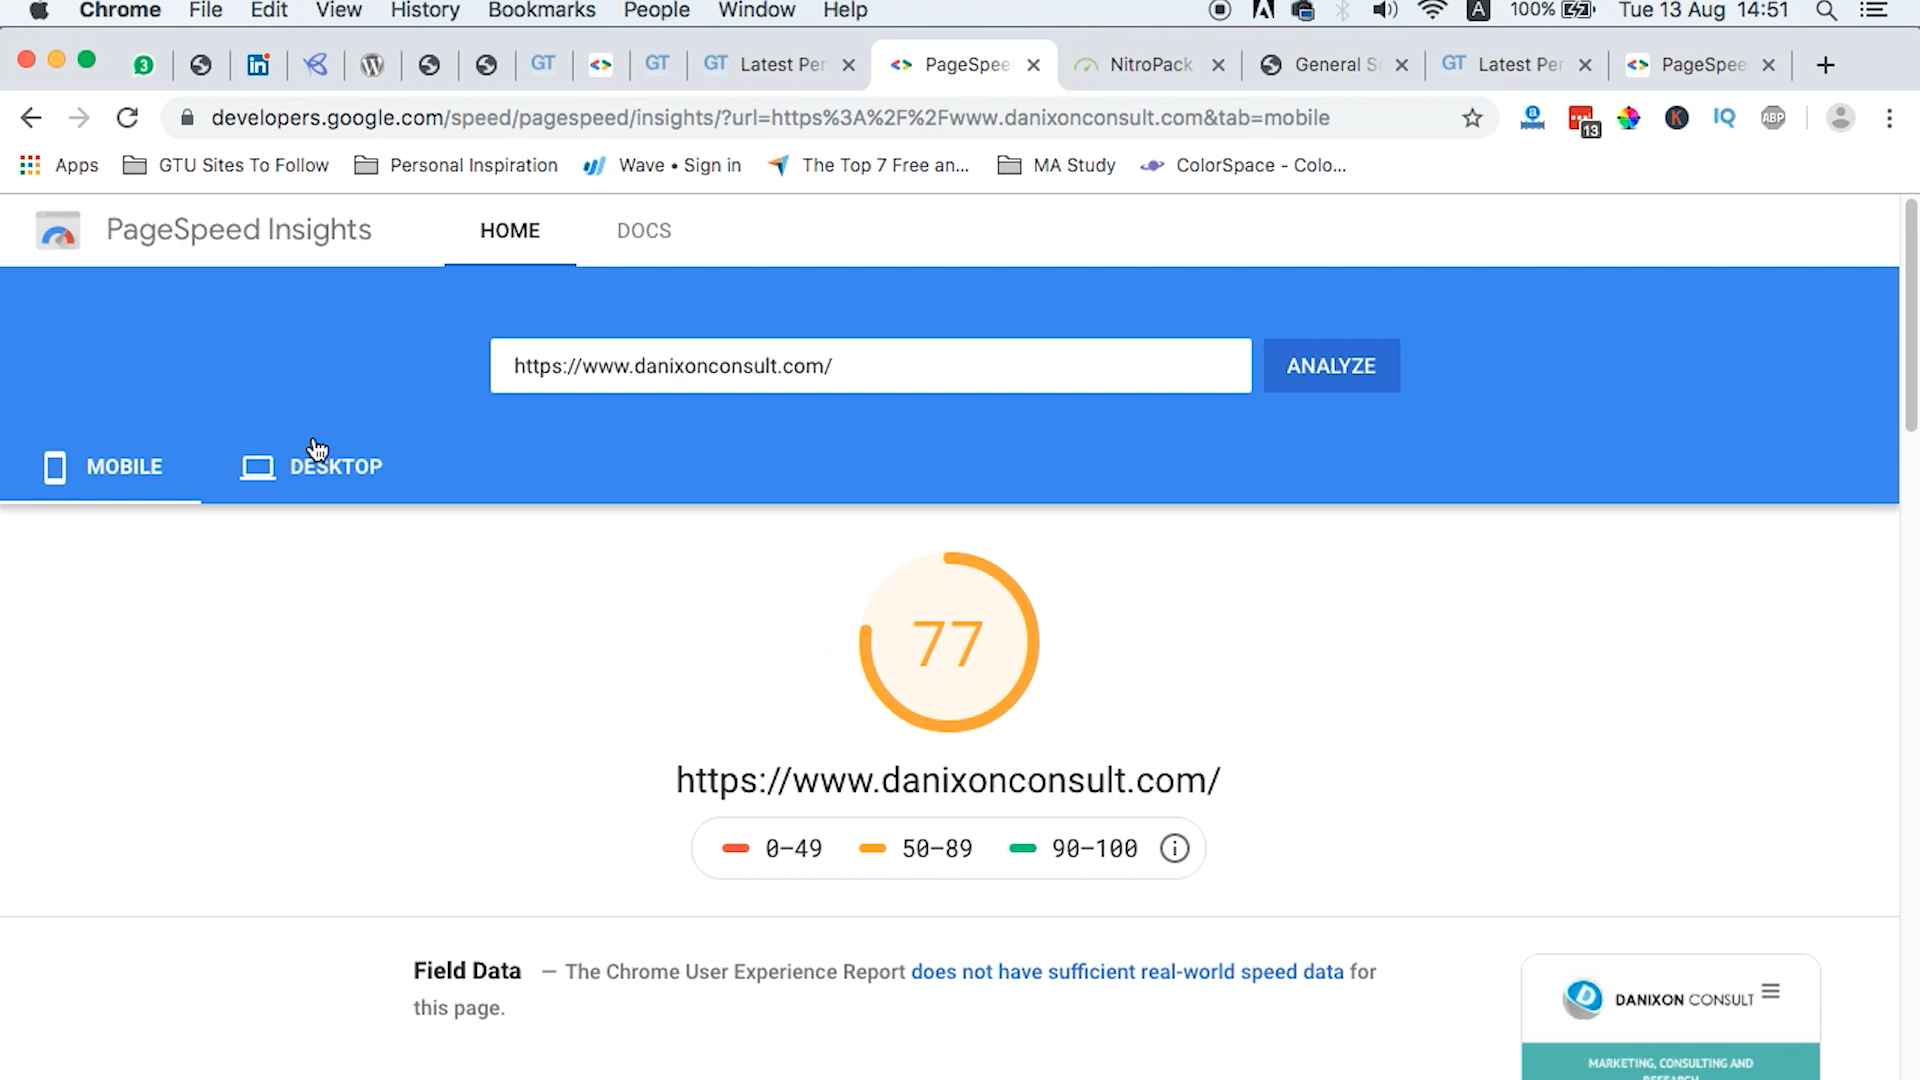 Chrome File Edit View History Bookmarks People Window Help A 100% Tue 13 Aug 14:51
3 GT GT GT Latest Per PageSpee NitroPack General S GT Latest Per PageSpee
developers.google.com/speed/pagespeed/insights/?url=https%3A%2F%2Fwww.danixonconsult.com&tab=mobile a 13 K IQ ABP
Apps GTU Sites To Follow Personal Inspiration Wave • Sign in The Top 7 Free an... MA Study ColorSpace - Colo...
PageSpeed Insights HOME DOCS
https://www.danixonconsult.com/ ANALYZE
MOBILE DESKTOP
77
https://www.danixonconsult.com/
0–49 50–89 90–100 i
Field Data — The Chrome User Experience Report does not have sufficient real-world speed data for
this page.
DANIXON CONSULT
MARKETING, CONSULTING AND
RESEARCH